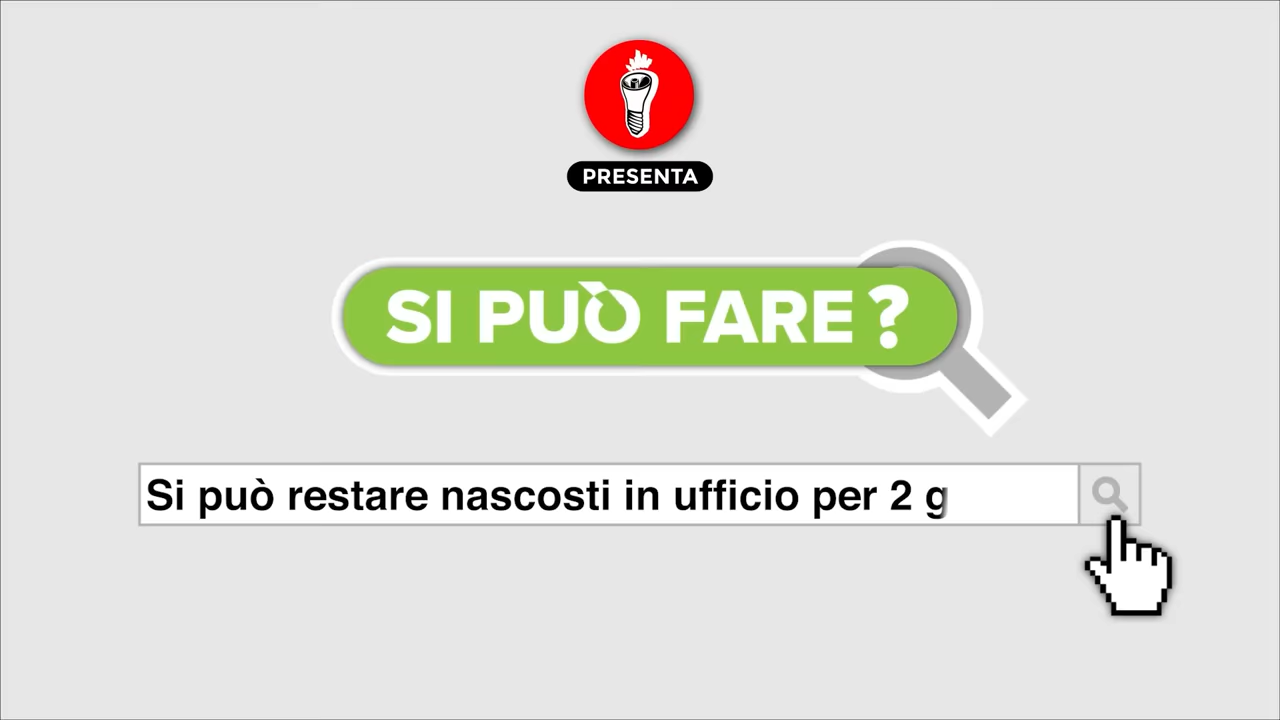 PRESENTA
SI PUÒ FARE?
Si può restare nascosti in ufficio per 2 g